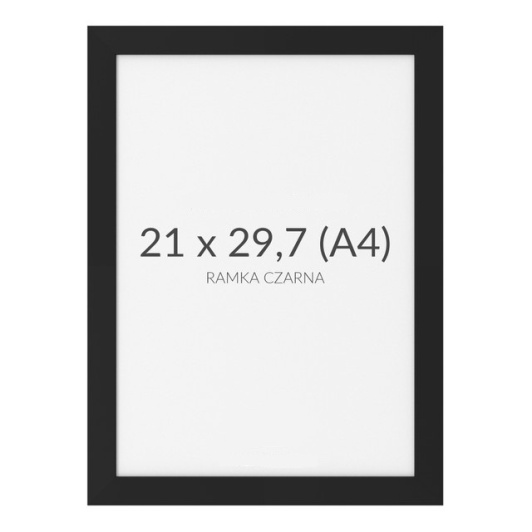 21 x 29,7 (A4)
RAMKA CZARNA